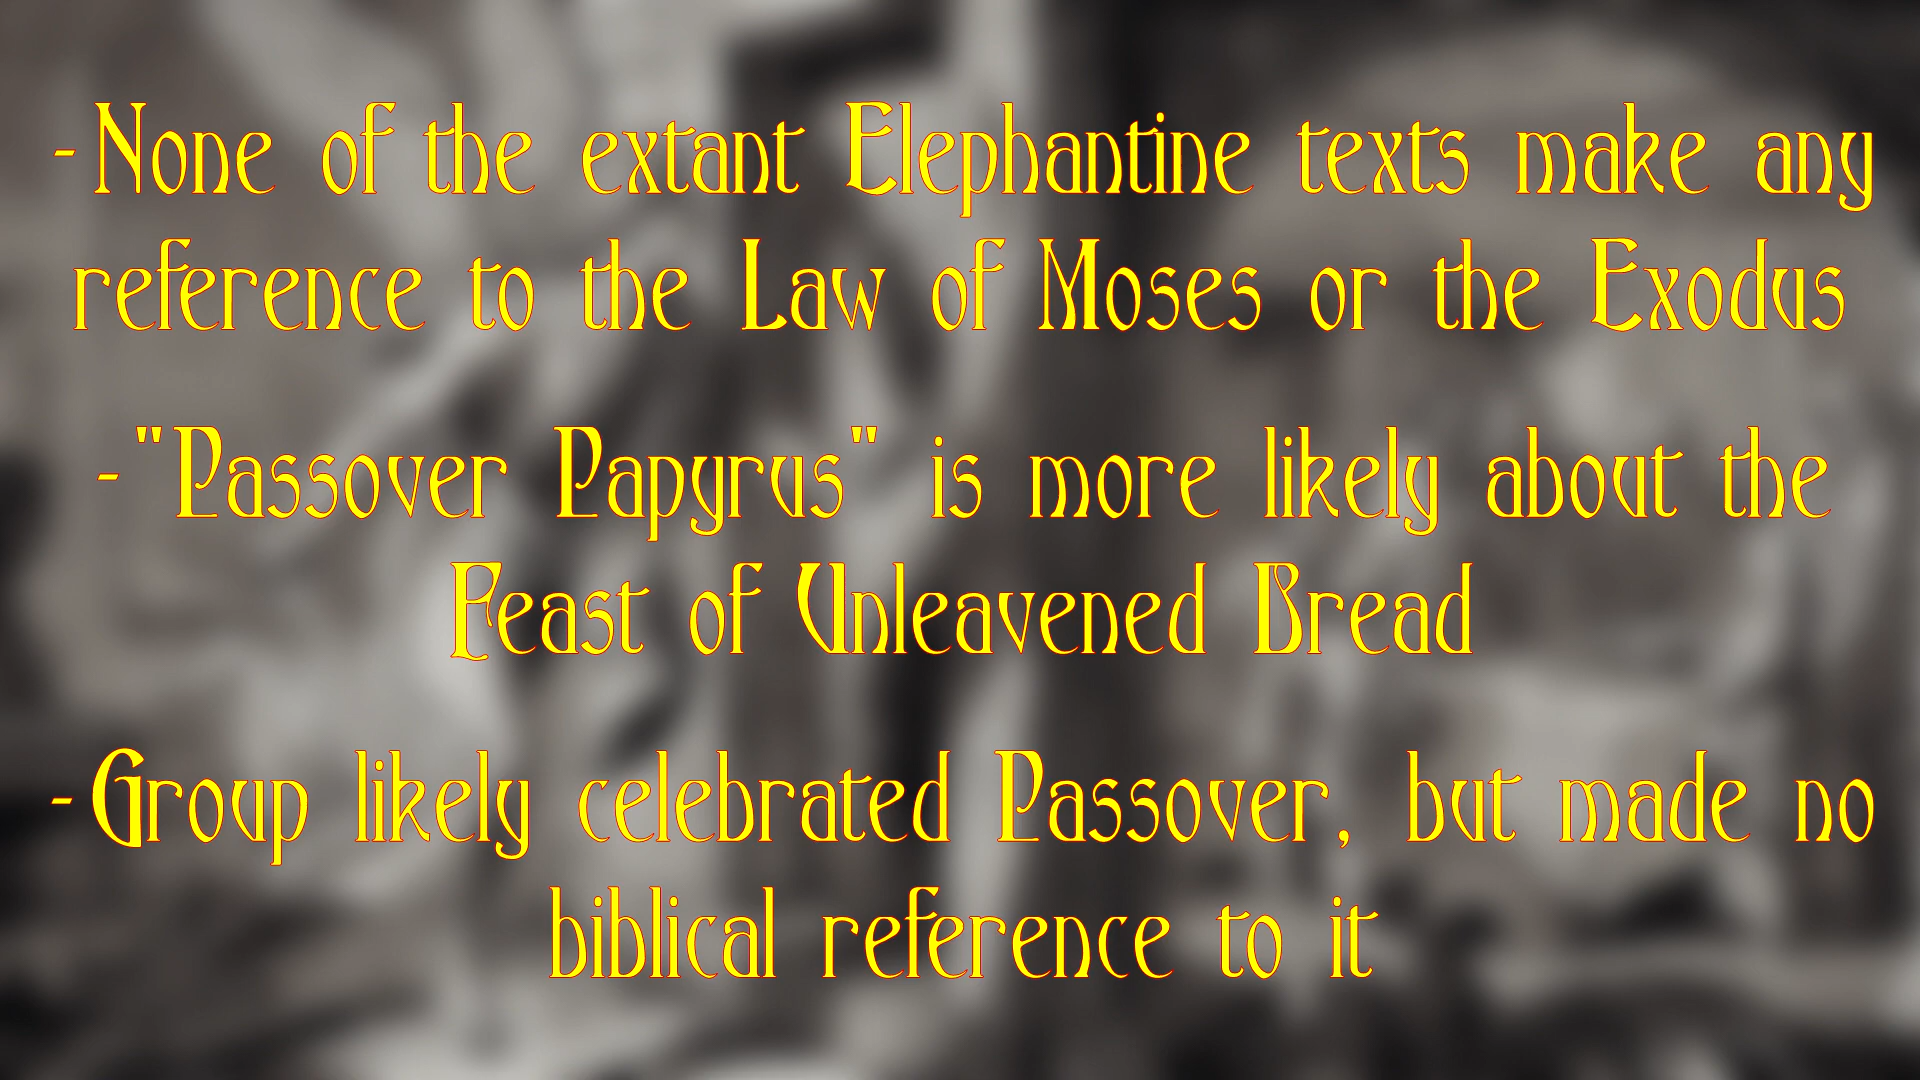 -None of the extant Elephantine texts make any
reference to the Law of Moses or the Exodus
-"Passover Papyrus" is more likely about the
Feast of Unleavened Bread
-Group likely celebrated Passover, but made no
biblical reference to it